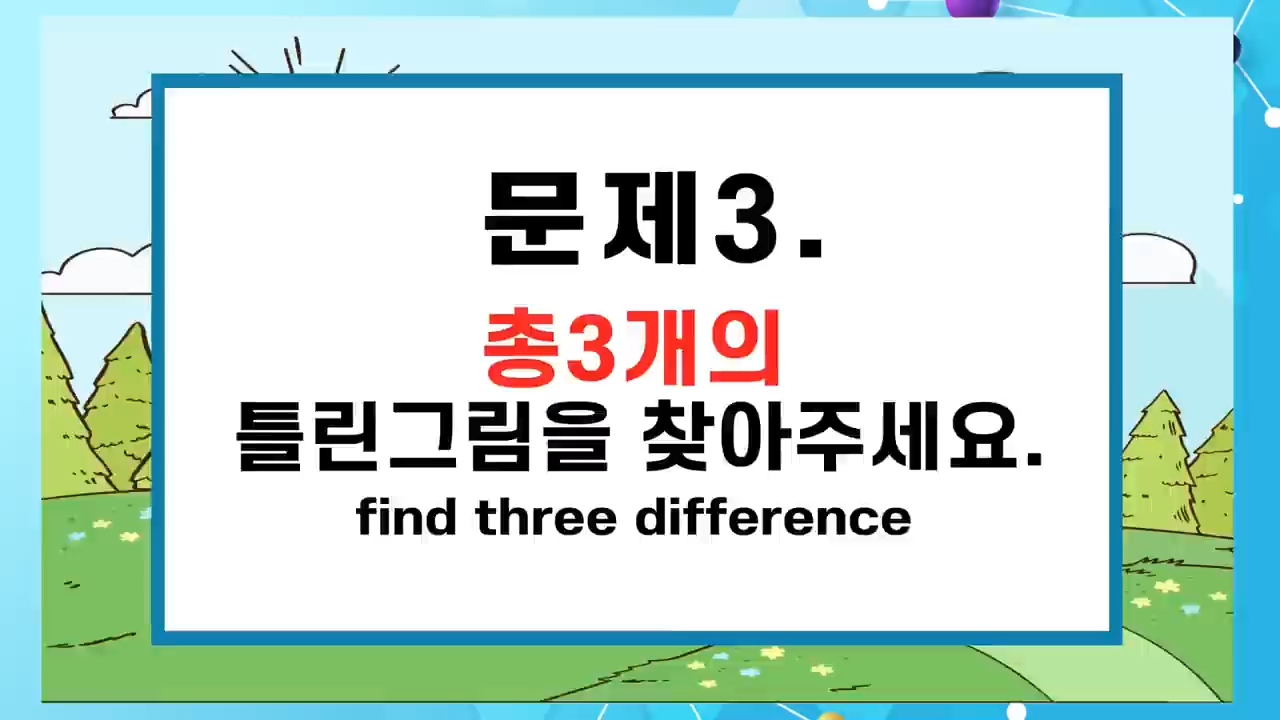 문제3.
총3개의
틀린그림을 찾아주세요.
find three difference